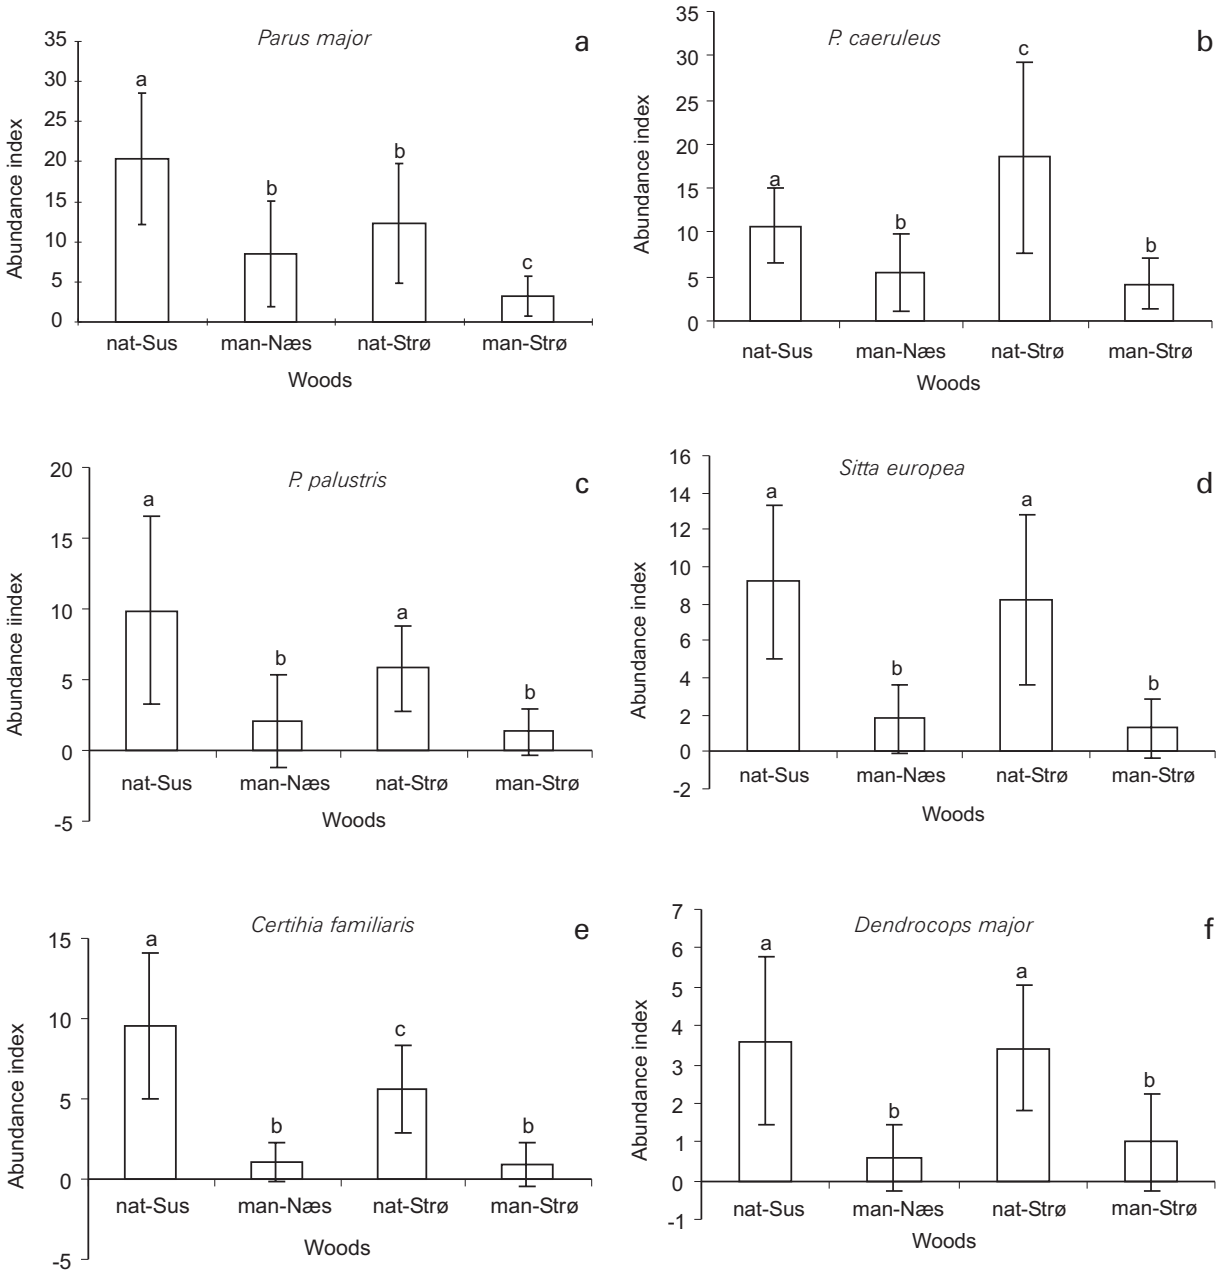 Parus major
a
35
30
25
20
15
10
5
0
Abundance index
a
b
b
c
nat-Sus man-Næs nat-Strø man-Strø
Woods
P. caeruleus
b
35
30
25
20
15
10
5
0
Abundance index
a
b
c
b
nat-Sus man-Næs nat-Strø man-Strø
Woods
P. palustris
c
20
15
10
5
0
-5
Abundance iindex
a
b
a
b
nat-Sus man-Næs nat-Strø man-Strø
Woods
Sitta europea
d
16
14
12
10
8
6
4
2
0
-2
Abundance index
a
b
a
b
nat-Sus man-Næs nat-Strø man-Strø
Woods
Certihia familiaris
e
15
10
5
0
-5
Abundance index
a
b
c
b
nat-Sus man-Næs nat-Strø man-Strø
Woods
Dendrocops major
f
7
6
5
4
3
2
1
0
-1
Abundance index
a
b
a
b
nat-Sus man-Næs nat-Strø man-Strø
Woods